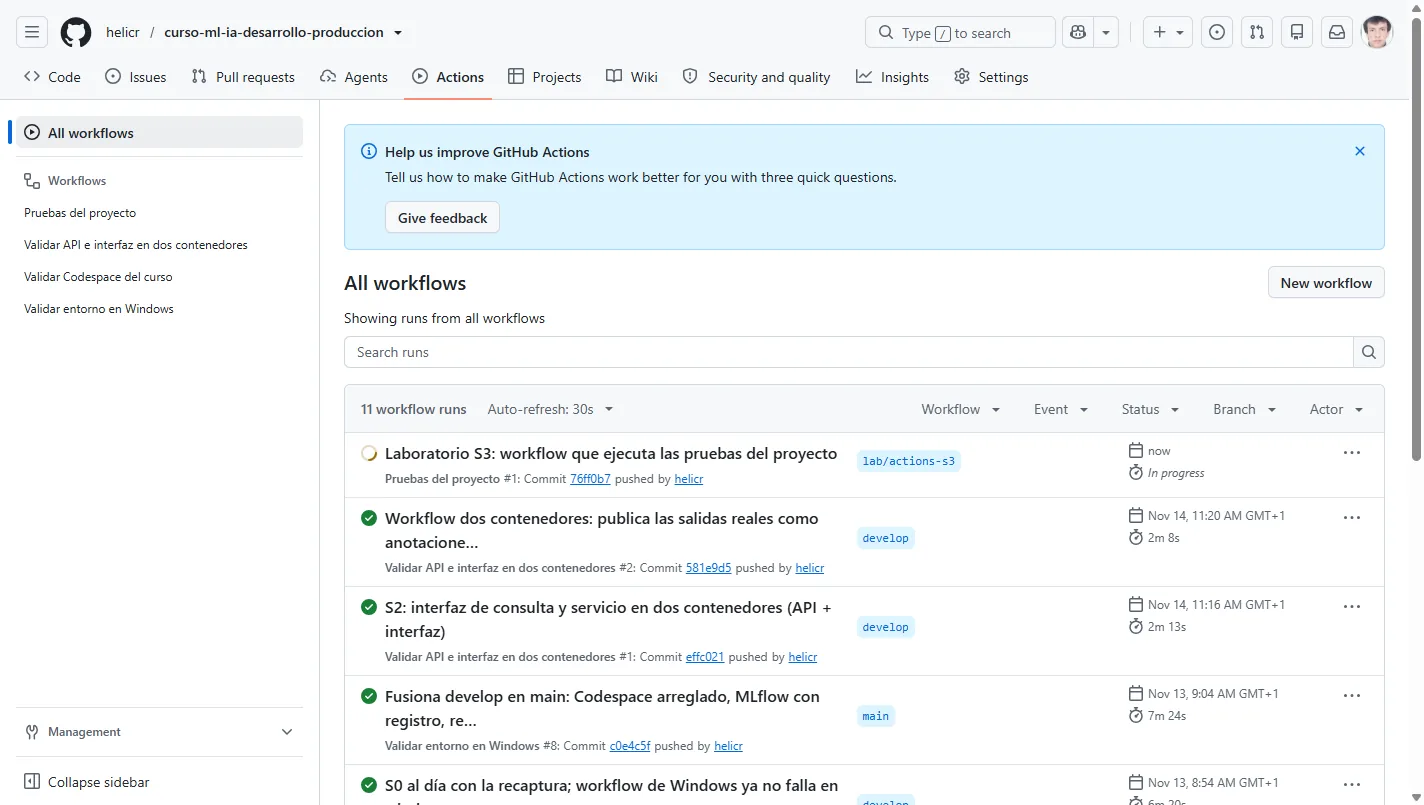 helicr / curso-ml-ia-desarrollo-produccion
Type / to search
Code
Issues
Pull requests
Agents
Actions
Projects
Wiki
Security and quality
Insights
Settings
All workflows
Workflows
Pruebas del proyecto
Validar API e interfaz en dos contenedores
Validar Codespace del curso
Validar entorno en Windows
Management
Collapse sidebar
Help us improve GitHub Actions
Tell us how to make GitHub Actions work better for you with three quick questions.
Give feedback
All workflows
New workflow
Showing runs from all workflows
Search runs
11 workflow runs
Auto-refresh: 30s
Workflow
Event
Status
Branch
Actor
Laboratorio S3: workflow que ejecuta las pruebas del proyecto
Pruebas del proyecto #1: Commit 76ff0b7 pushed by helicr
lab/actions-s3
now
In progress
Workflow dos contenedores: publica las salidas reales como
anotacione...
Validar API e interfaz en dos contenedores #2: Commit 581e9d5 pushed by helicr
develop
Nov 14, 11:20 AM GMT+1
2m 8s
S2: interfaz de consulta y servicio en dos contenedores (API +
interfaz)
Validar API e interfaz en dos contenedores #1: Commit effc021 pushed by helicr
develop
Nov 14, 11:16 AM GMT+1
2m 13s
Fusiona develop en main: Codespace arreglado, MLflow con
registro, re...
Validar entorno en Windows #8: Commit c0e4c5f pushed by helicr
main
Nov 13, 9:04 AM GMT+1
7m 24s
S0 al día con la recaptura; workflow de Windows ya no falla en
develop
Nov 13, 8:54 AM GMT+1